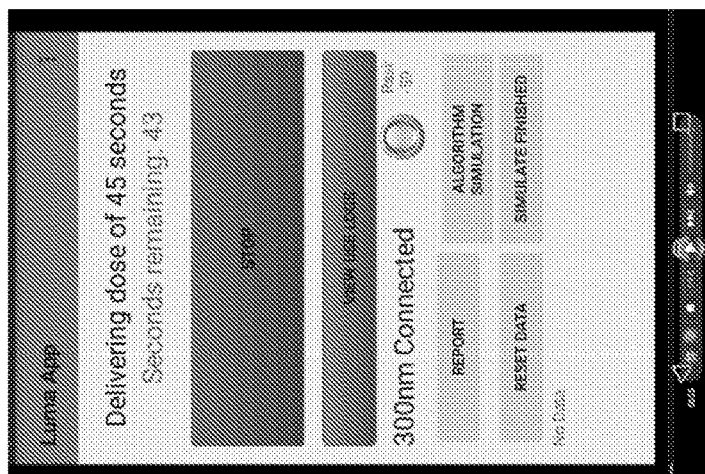 Luma App
Delivering dose of 45 seconds
Seconds remaining: 43
STOP
300nm Connected
REPORT
ALGORITHM
SIMULATION
RESET DATA
SIMULATE FINISHED
No Data